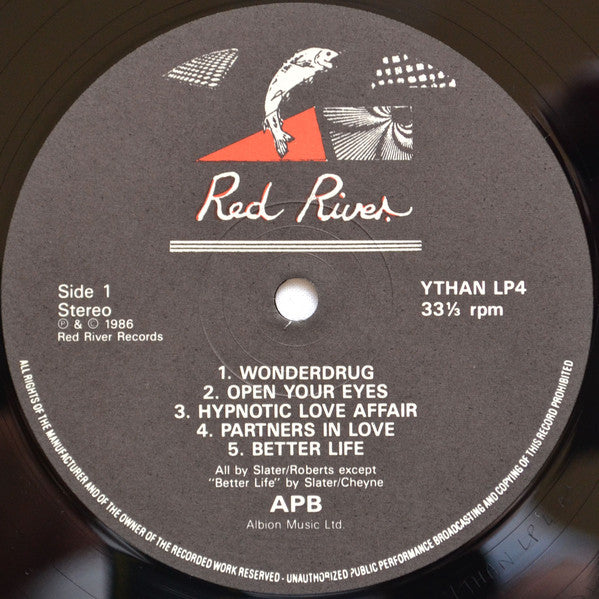 Red River
Side 1
Stereo
℗ & © 1986
Red River Records
YTHAN LP4
33⅓ rpm
1. WONDERDRUG
2. OPEN YOUR EYES
3. HYPNOTIC LOVE AFFAIR
4. PARTNERS IN LOVE
5. BETTER LIFE
All by Slater/Roberts except
"Better Life" by Slater/Cheyne
APB
Albion Music Ltd.
ALL RIGHTS OF THE MANUFACTURER AND OF THE OWNER OF THE RECORDED WORK RESERVED - UNAUTHORIZED PUBLIC PERFORMANCE BROADCASTING AND COPYING OF THIS RECORD PROHIBITED